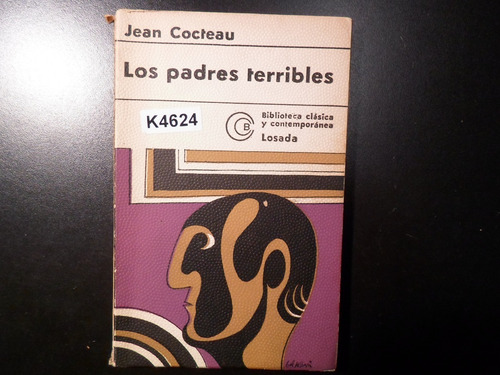 Jean Cocteau
Los padres terribles
K4624
B
Biblioteca clásica
y contemporánea
Losada